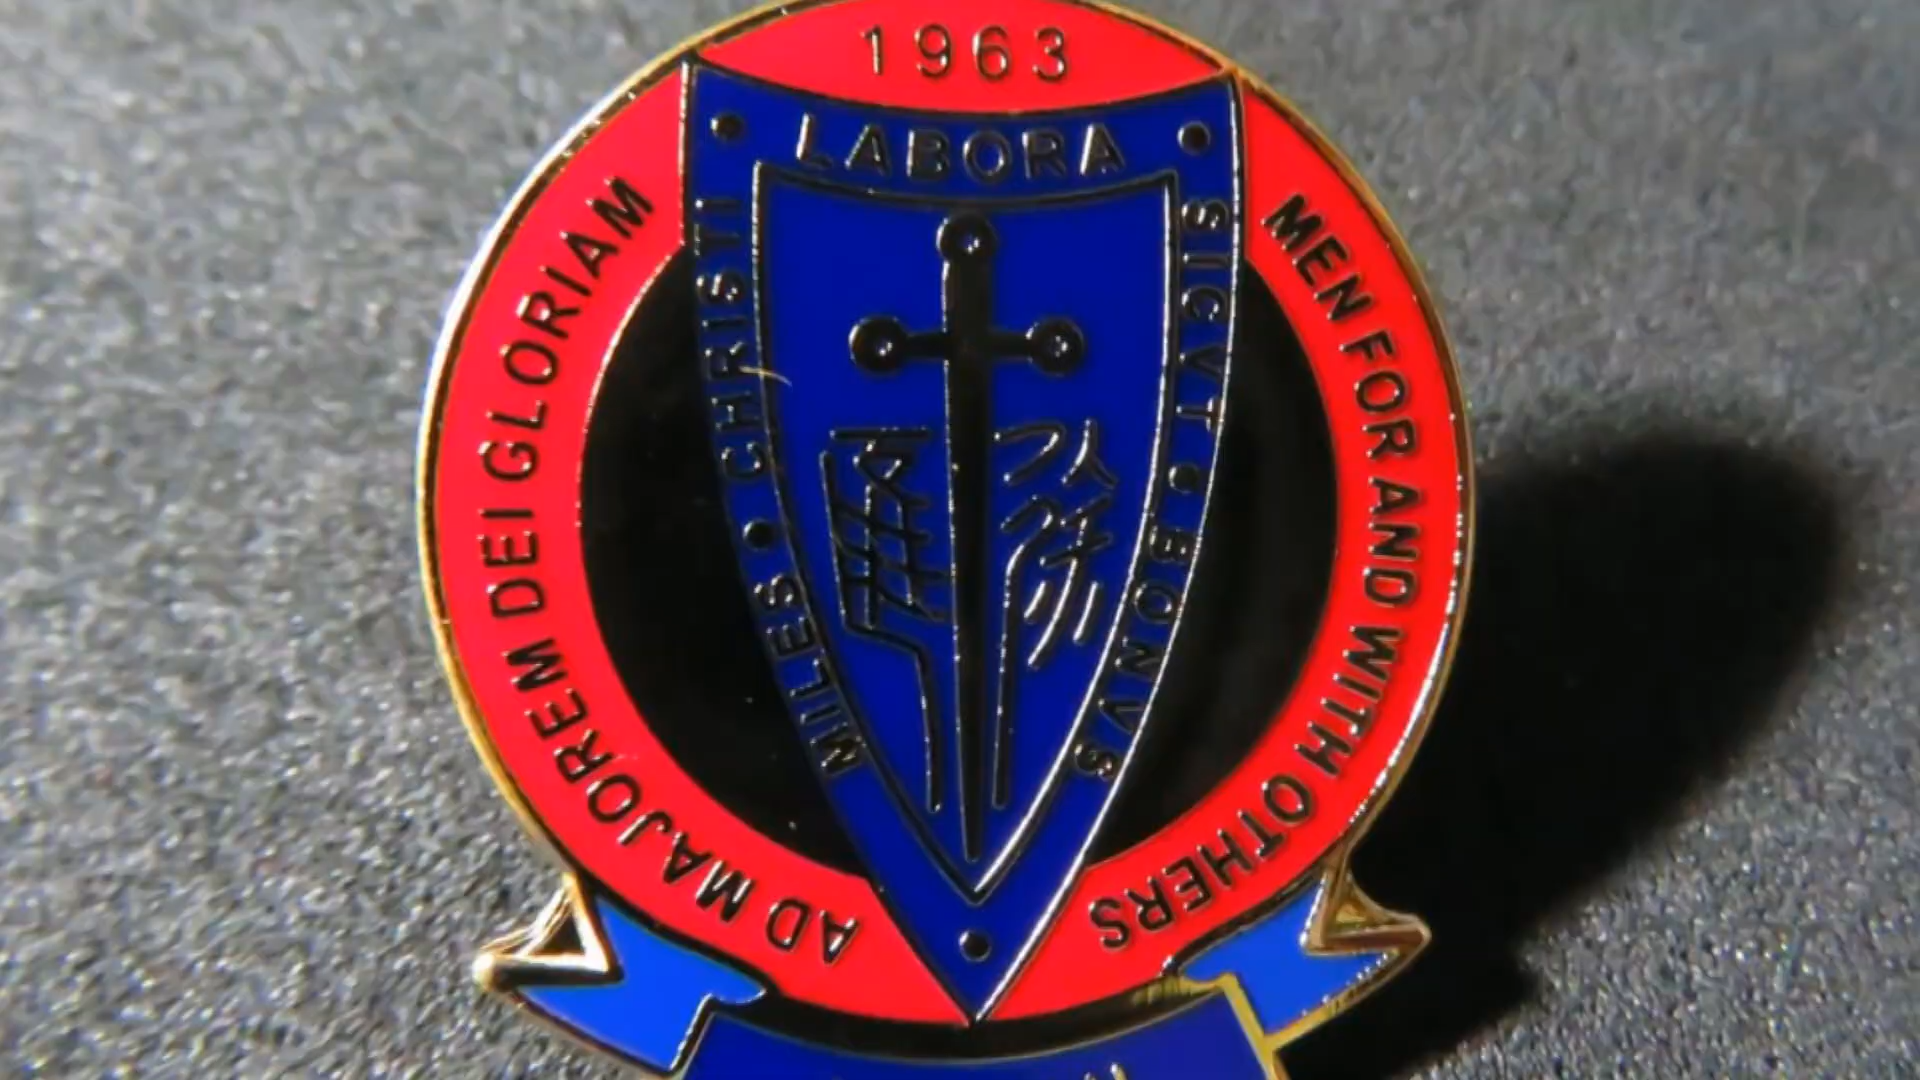 1963
LABORA
SICVT • BONVS
MILES • CHRISTI
AD MAJOREM DEI GLORIAM
MEN FOR AND WITH OTHERS